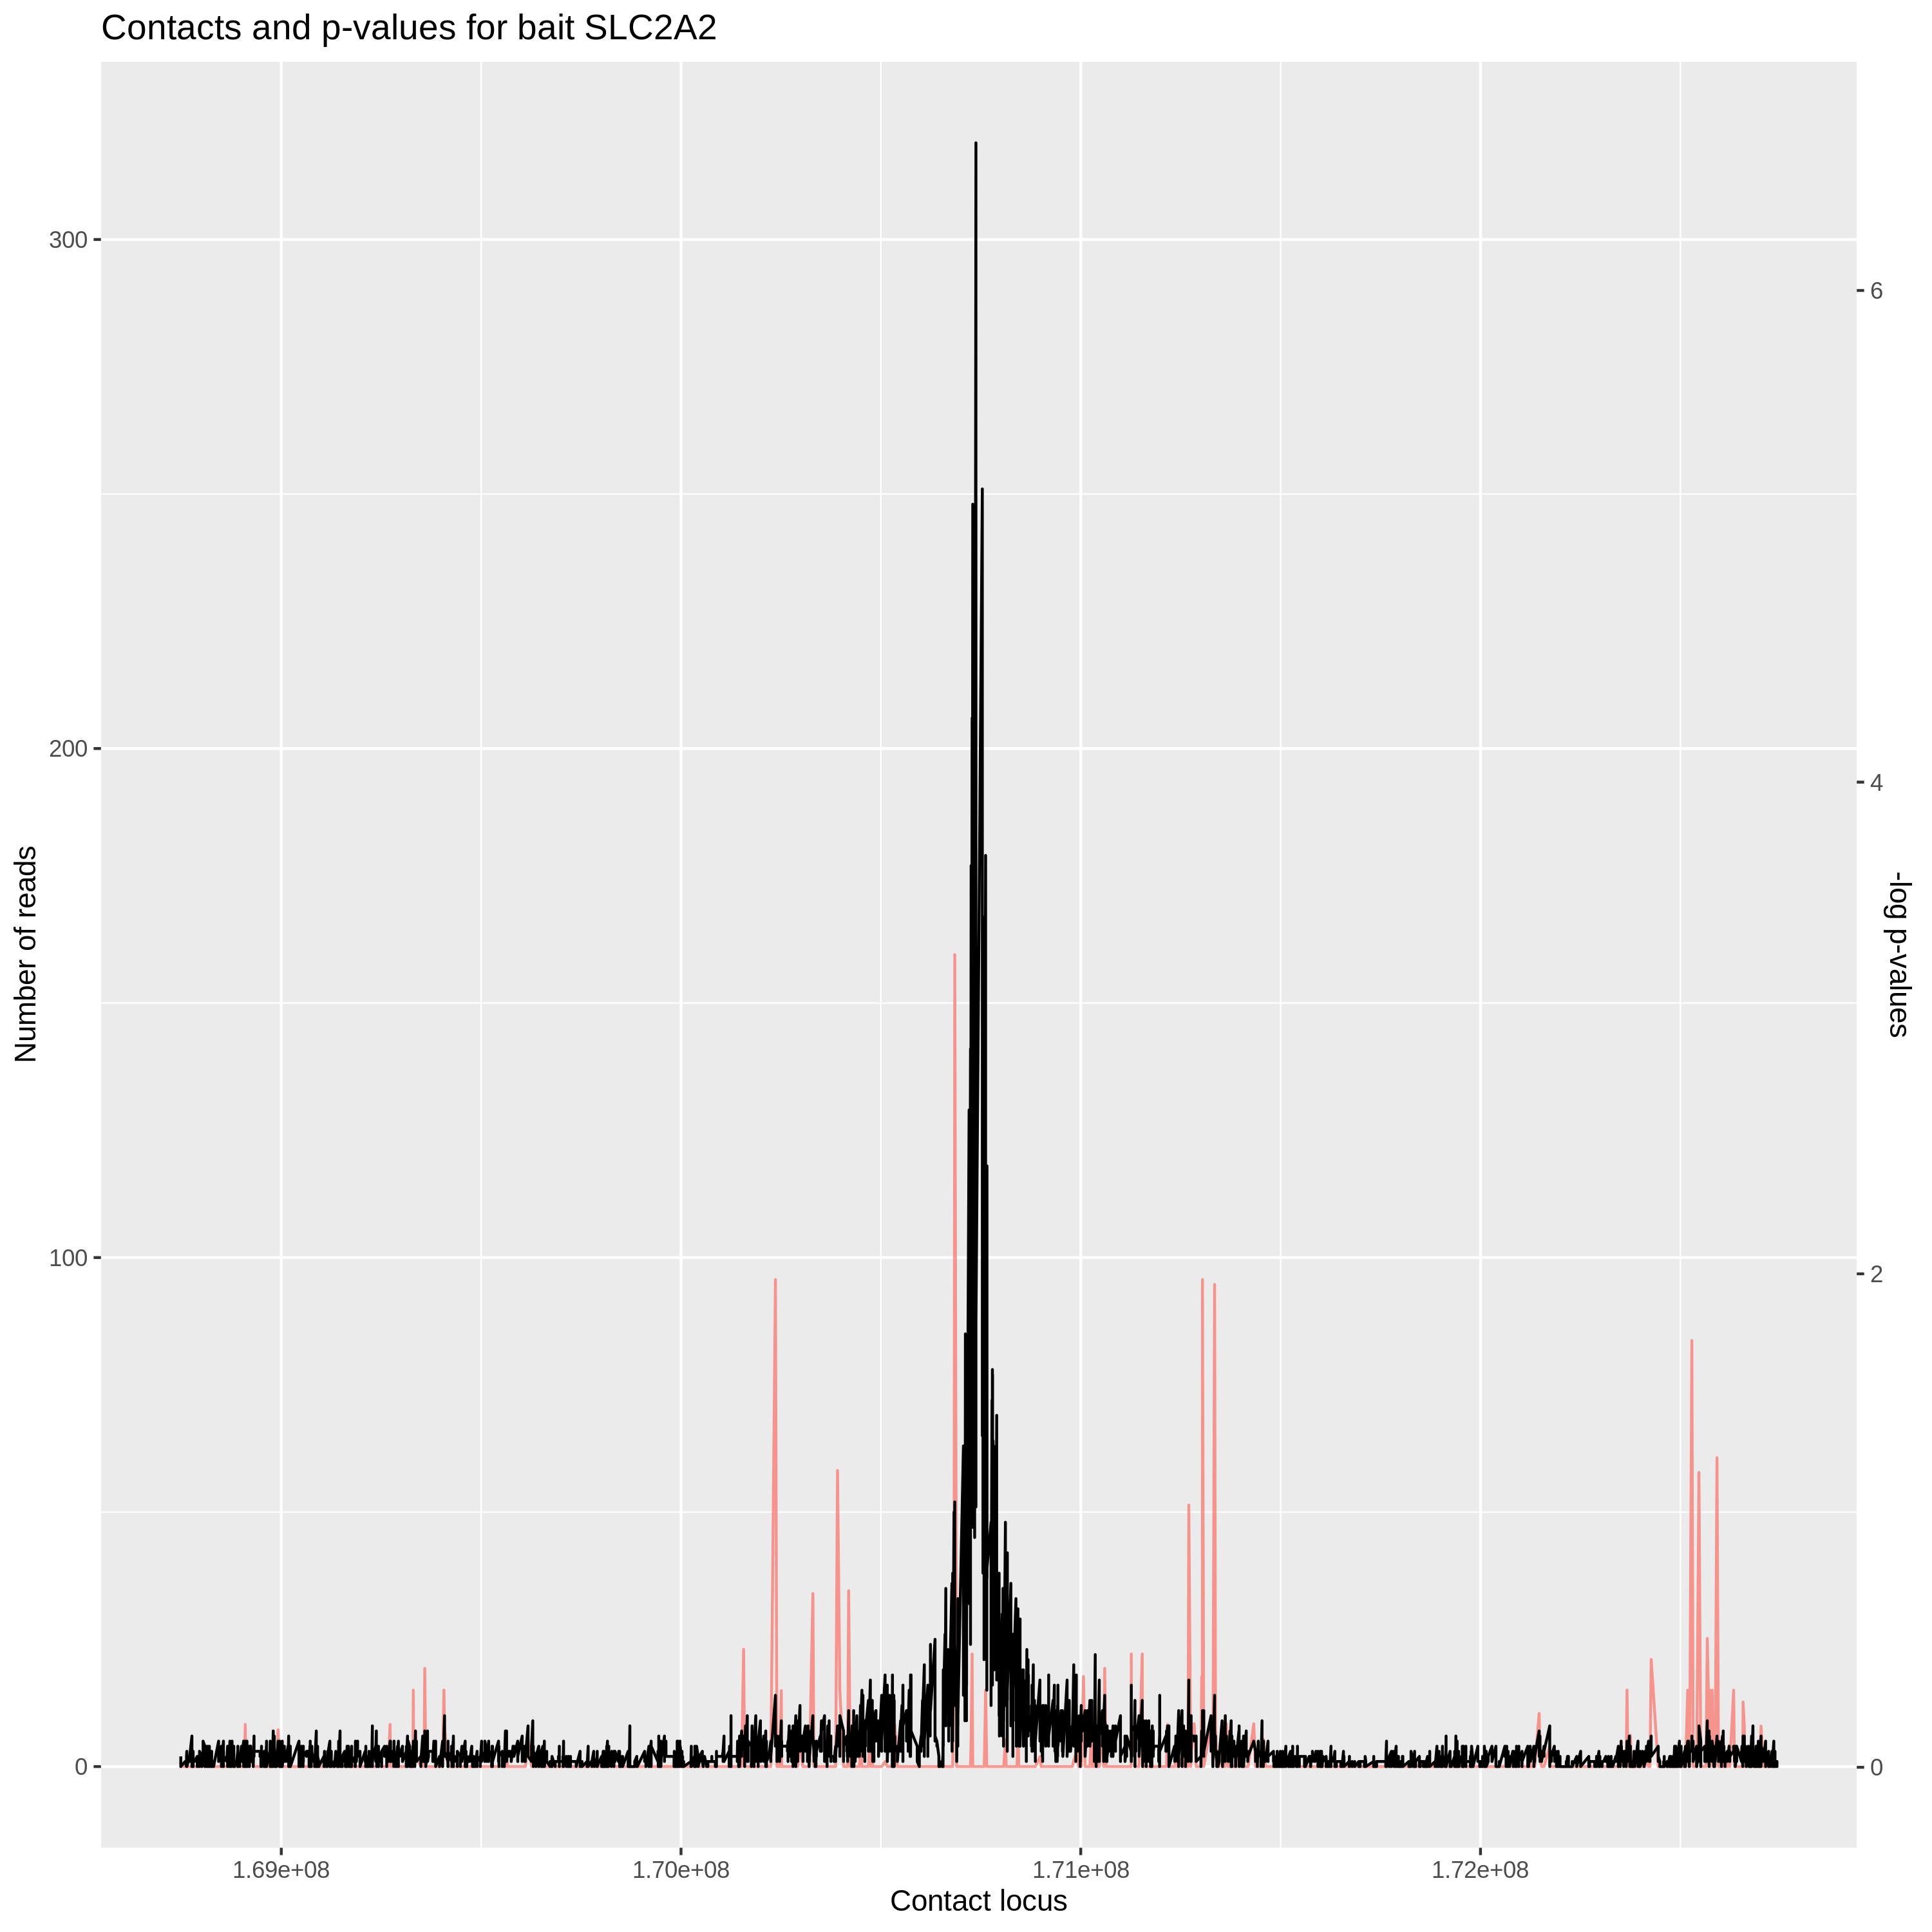 Contacts and p-values for bait SLC2A2
300
200
100
0
Number of reads
6
4
2
0
-log p-values
1.69e+08
1.70e+08
1.71e+08
1.72e+08
Contact locus